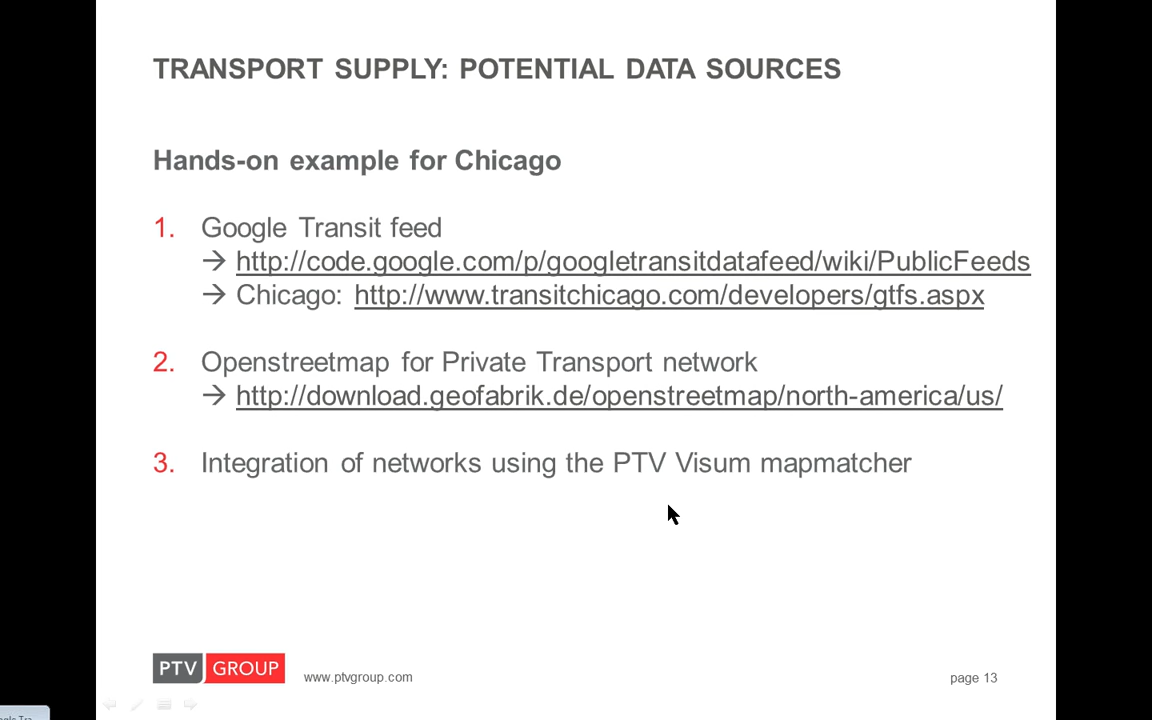 TRANSPORT SUPPLY: POTENTIAL DATA SOURCES
Hands-on example for Chicago
1. Google Transit feed
→ http://code.google.com/p/googletransitdatafeed/wiki/PublicFeeds
→ Chicago: http://www.transitchicago.com/developers/gtfs.aspx
2. Openstreetmap for Private Transport network
→ http://download.geofabrik.de/openstreetmap/north-america/us/
3. Integration of networks using the PTV Visum mapmatcher
PTV GROUP www.ptvgroup.com page 13